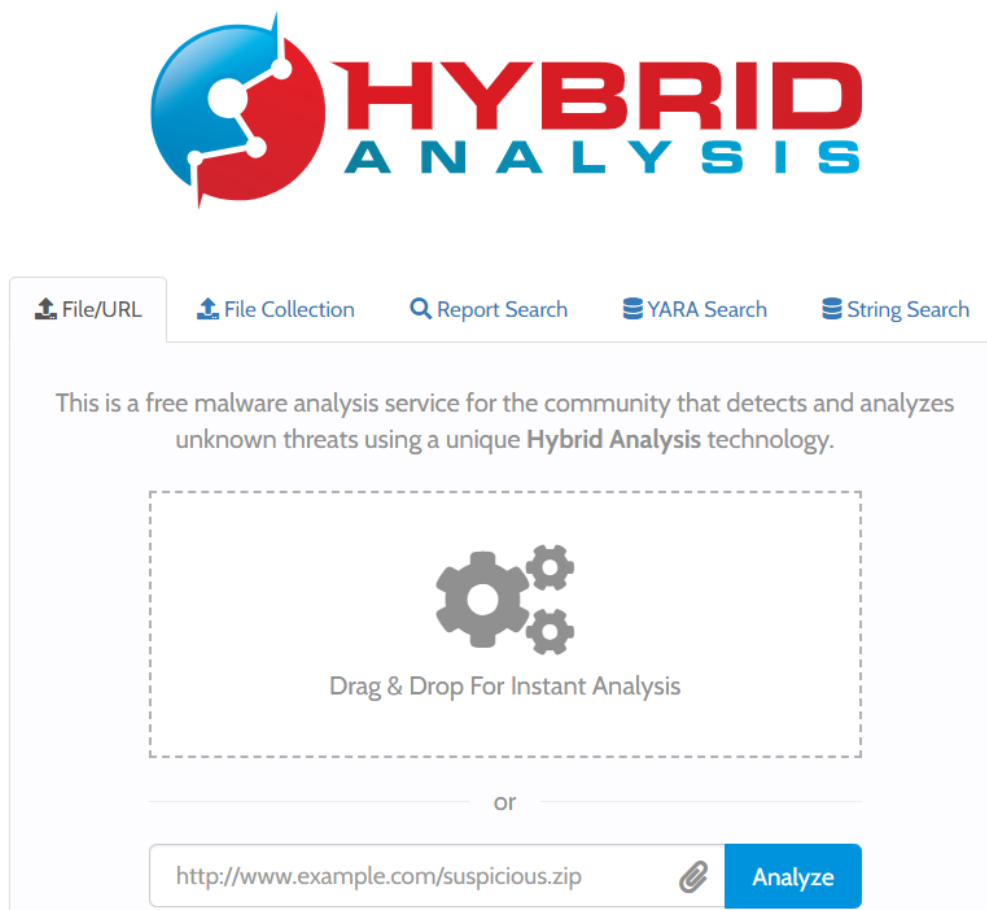 HYBRID
ANALYSIS
File/URL
File Collection
Report Search
YARA Search
String Search
This is a free malware analysis service for the community that detects and analyzes
unknown threats using a unique Hybrid Analysis technology.
Drag & Drop For Instant Analysis
or
http://www.example.com/suspicious.zip
Analyze